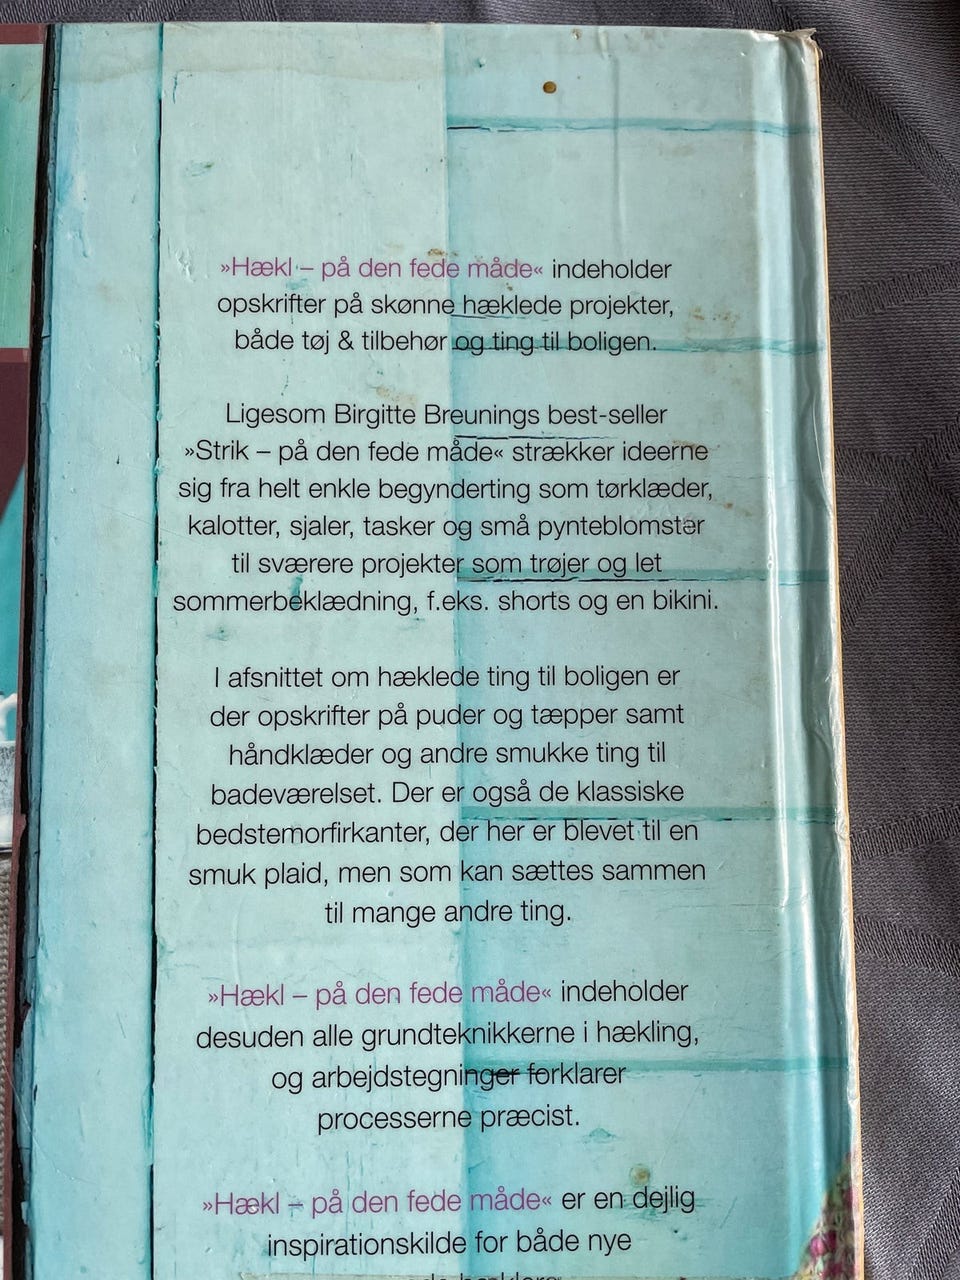 »Hækl – på den fede måde« indeholder
opskrifter på skønne hæklede projekter,
både tøj & tilbehør og ting til boligen.
Ligesom Birgitte Breunings best-seller
»Strik – på den fede måde« strækker ideerne
sig fra helt enkle begynderting som tørklæder,
kalotter, sjaler, tasker og små pynteblomster
til sværere projekter som trøjer og let
sommerbeklædning, f.eks. shorts og en bikini.
I afsnittet om hæklede ting til boligen er
der opskrifter på puder og tæpper samt
håndklæder og andre smukke ting til
badeværelset. Der er også de klassiske
bedstemorfirkanter, der her er blevet til en
smuk plaid, men som kan sættes sammen
til mange andre ting.
»Hækl – på den fede måde« indeholder
desuden alle grundteknikkerne i hækling,
og arbejdstegninger forklarer
processerne præcist.
»Hækl – på den fede måde« er en dejlig
inspirationskilde for både nye